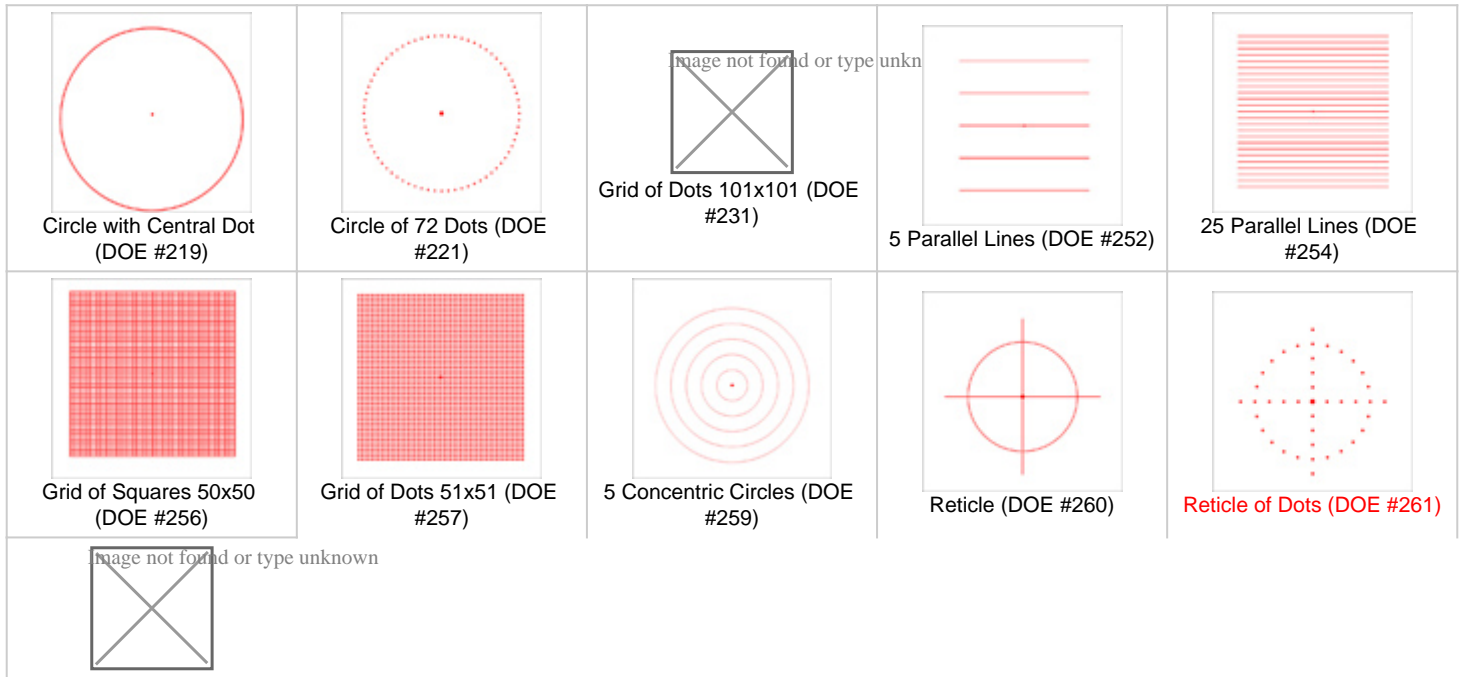 Image not found or type unkn
Circle with Central Dot
(DOE #219)
Circle of 72 Dots (DOE
#221)
Grid of Dots 101x101 (DOE
#231)
5 Parallel Lines (DOE #252)
25 Parallel Lines (DOE
#254)
Grid of Squares 50x50
(DOE #256)
Grid of Dots 51x51 (DOE
#257)
5 Concentric Circles (DOE
#259)
Reticle (DOE #260)
Reticle of Dots (DOE #261)
Image not found or type unknown